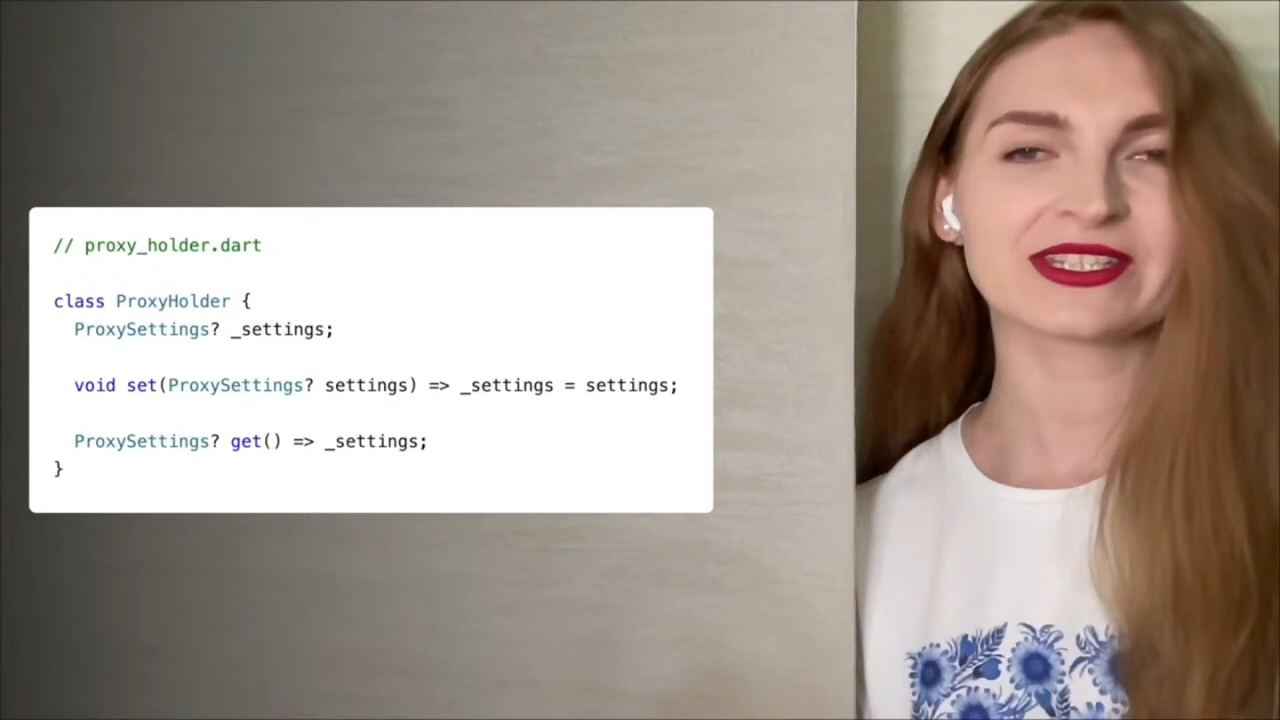 // proxy_holder.dart
class ProxyHolder {
ProxySettings? _settings;
void set(ProxySettings? settings) => _settings = settings;
ProxySettings? get() => _settings;
}